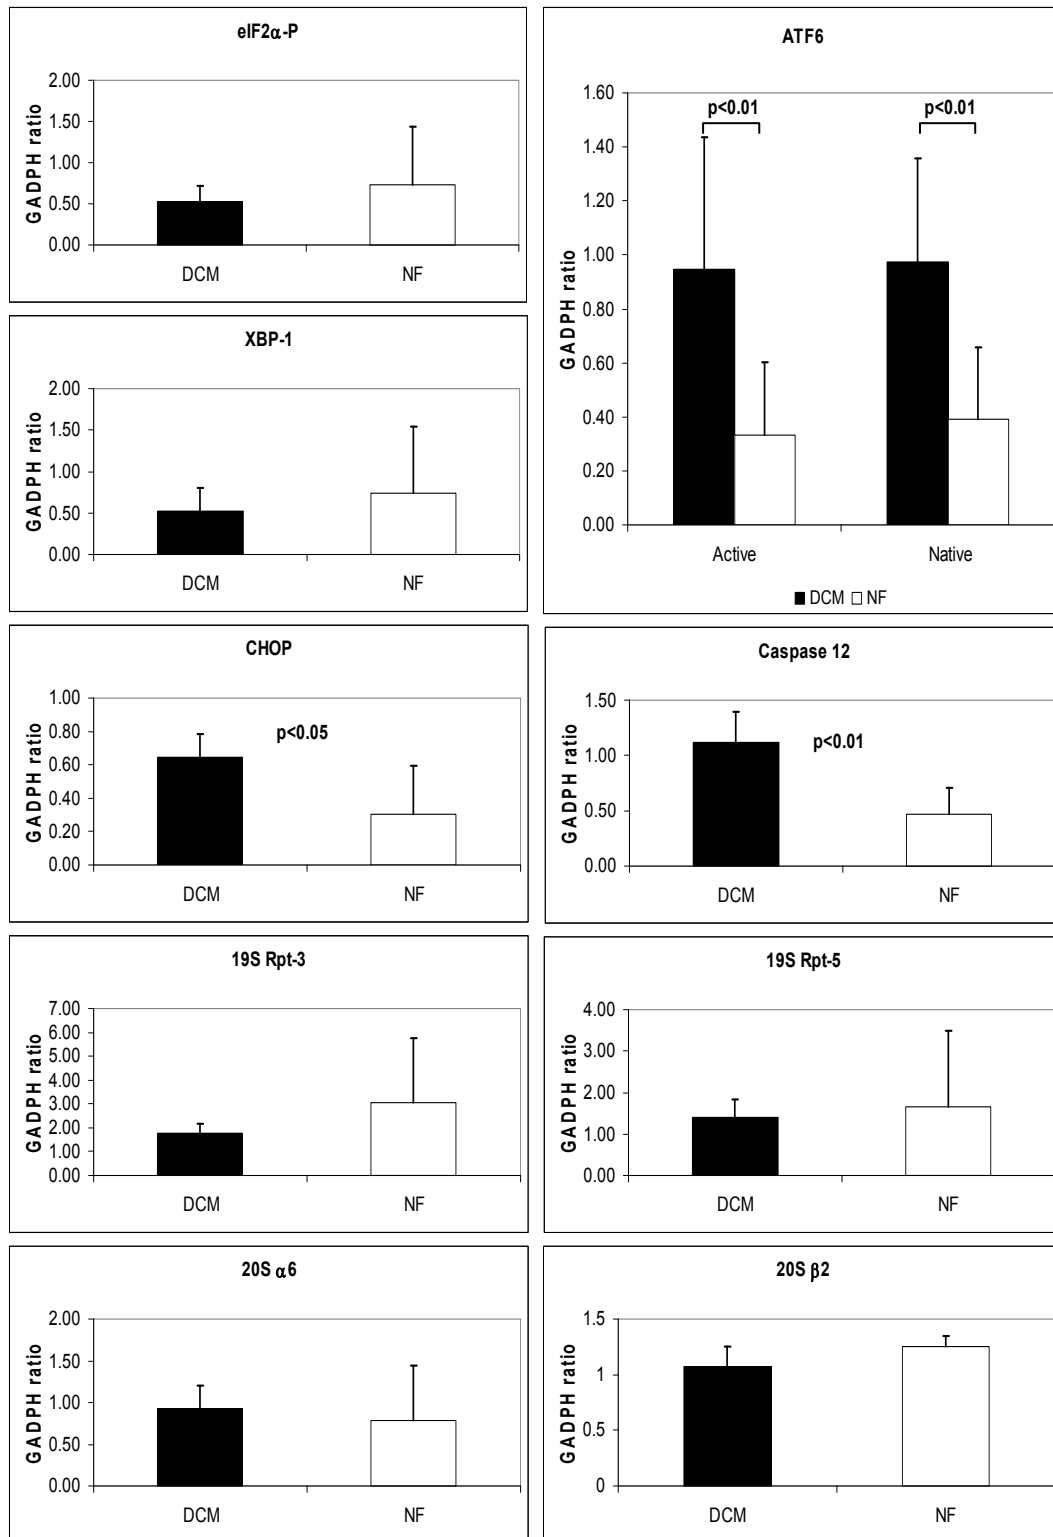 eIF2α-P
GADPH ratio
2.00
1.50
1.00
0.50
0.00
DCM NF
ATF6
GADPH ratio
1.60
1.40
1.20
1.00
0.80
0.60
0.40
0.20
0.00
p<0.01 p<0.01
Active Native
DCM NF
XBP-1
GADPH ratio
2.00
1.50
1.00
0.50
0.00
DCM NF
CHOP
GADPH ratio
1.00
0.80
0.60
0.40
0.20
0.00
p<0.05
DCM NF
Caspase 12
GADPH ratio
1.50
1.00
0.50
0.00
p<0.01
DCM NF
19S Rpt-3
GADPH ratio
7.00
6.00
5.00
4.00
3.00
2.00
1.00
0.00
DCM NF
19S Rpt-5
GADPH ratio
4.00
3.00
2.00
1.00
0.00
DCM NF
20S α6
GADPH ratio
2.00
1.50
1.00
0.50
0.00
DCM NF
20S β2
GADPH ratio
1.5
1
0.5
0
DCM NF